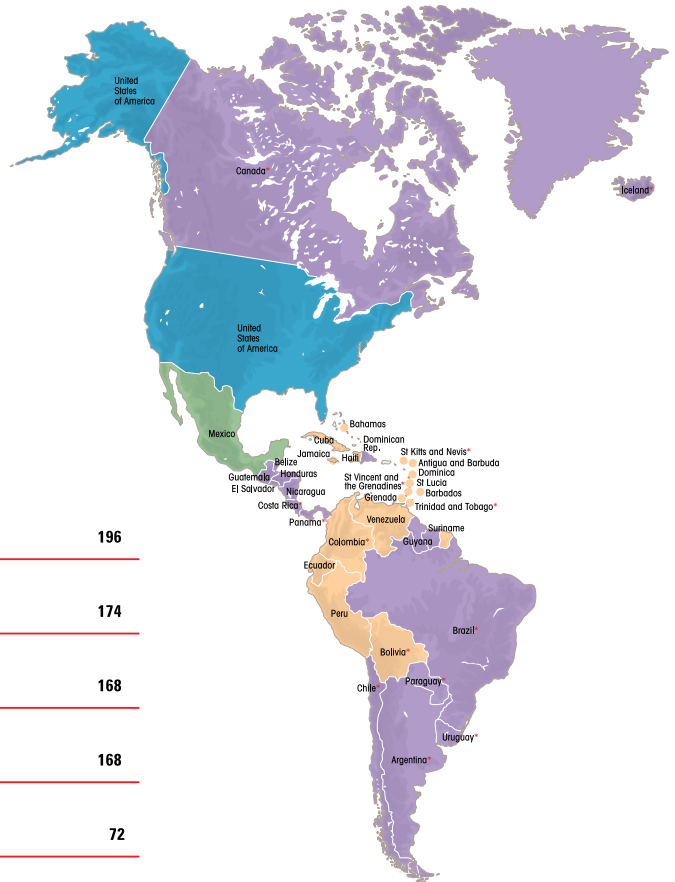 United
States
of America
Canada*
Iceland*
United
States
of America
Mexico
Bahamas
Cuba
Dominican
Rep.
Jamaica
Haiti
St Kitts and Nevis*
Antigua and Barbuda
Dominica
St Lucia
Barbados
St Vincent and
the Grenadines*
Grenada
Trinidad and Tobago*
Belize
Guatemala
Honduras
El Salvador
Nicaragua
Costa Rica*
Panama*
Venezuela
Suriname
Guyana
Colombia*
Ecuador
Peru
Brazil*
Bolivia*
Chile*
Paraguay*
Uruguay*
Argentina*
196
174
168
168
72